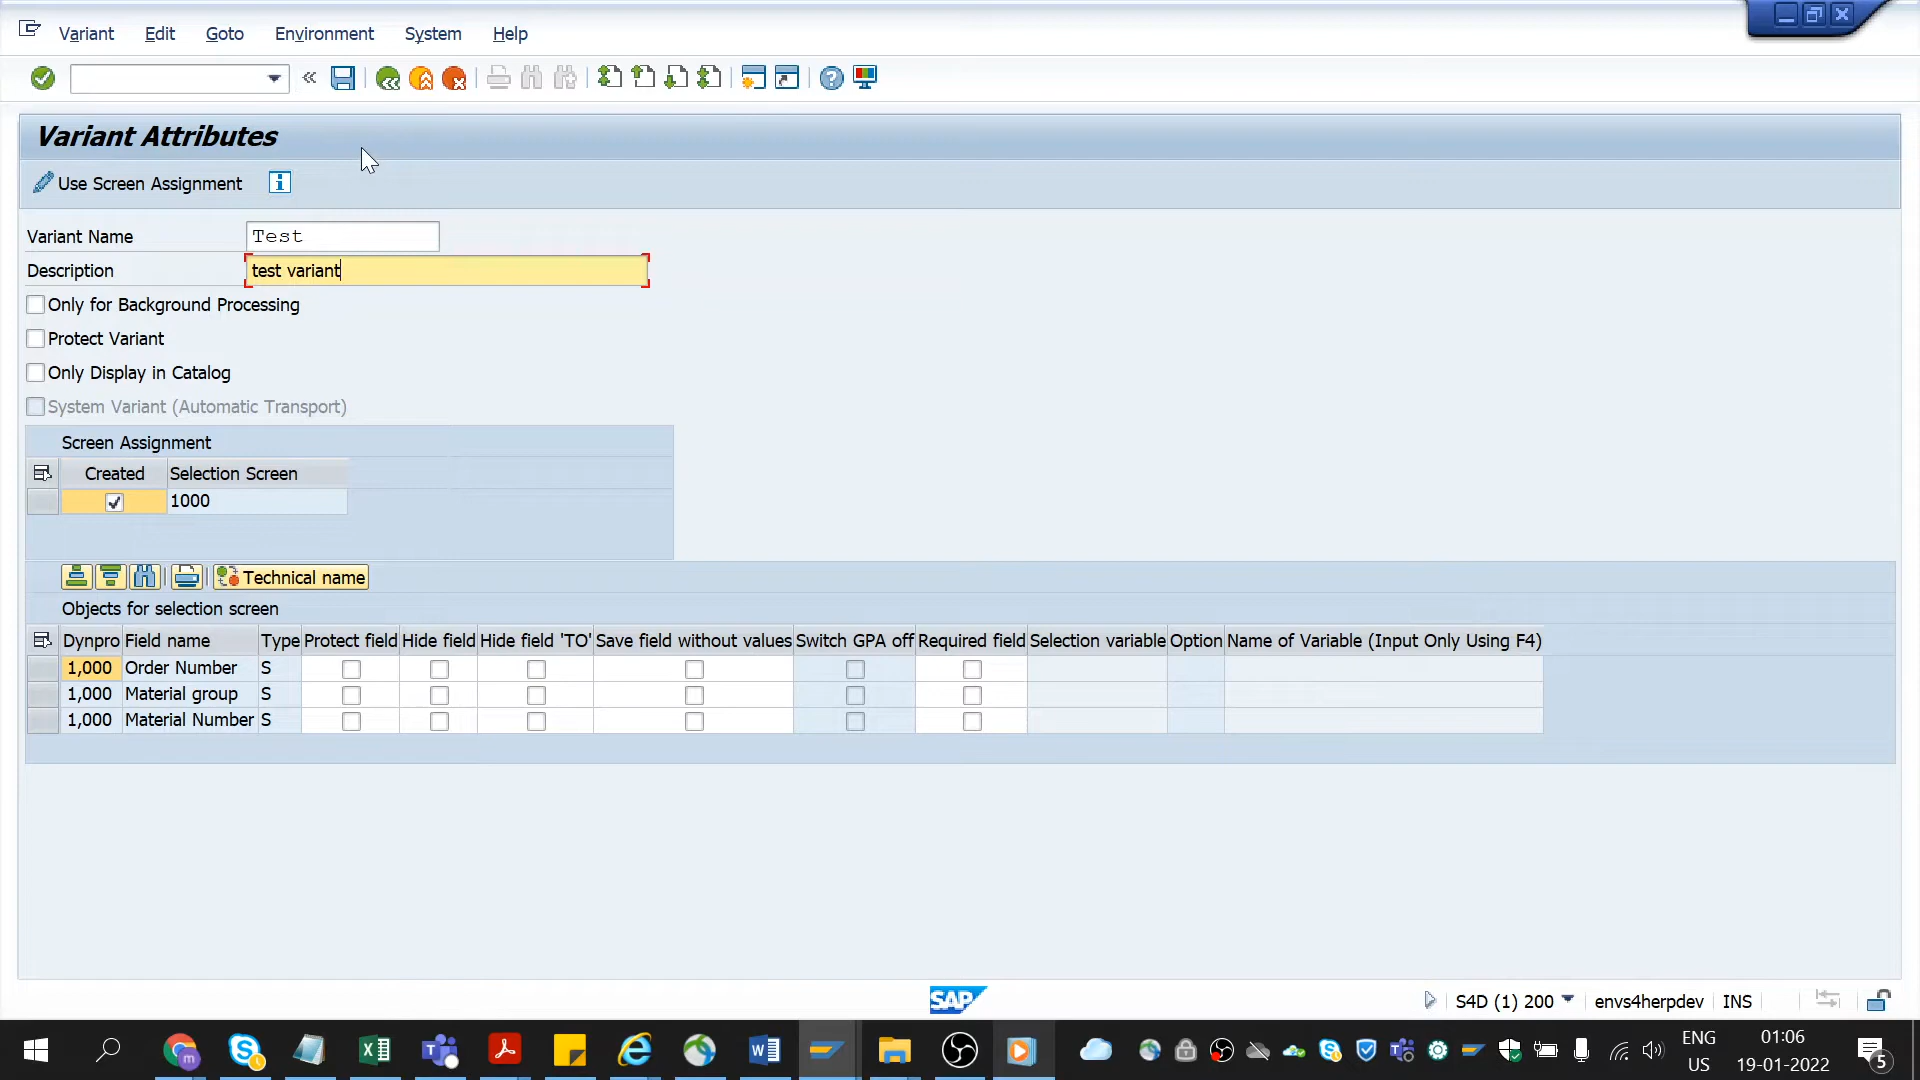 Variant Edit Goto Environment System Help
Variant Attributes
Use Screen Assignment
Variant Name Test
Description test variant
Only for Background Processing
Protect Variant
Only Display in Catalog
System Variant (Automatic Transport)
Screen Assignment
Created Selection Screen
1000
Technical name
Objects for selection screen
Dynpro Field name Type Protect field Hide field Hide field 'TO' Save field without values Switch GPA off Required field Selection variable Option Name of Variable (Input Only Using F4)
1,000 Order Number S
1,000 Material group S
1,000 Material Number S
SAP S4D (1) 200 envs4herpdev INS
ENG 01:06
US 19-01-2022 5